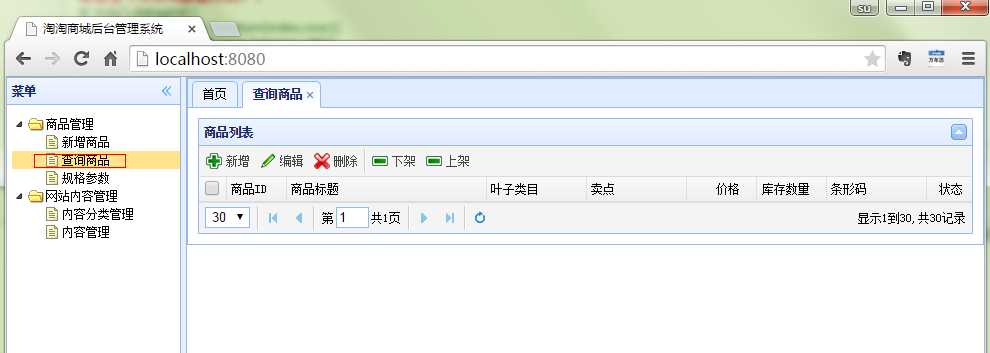 su
淘淘商城后台管理系统
localhost:8080
万年历
菜单
首页
查询商品
商品管理
新增商品
查询商品
规格参数
网站内容管理
内容分类管理
内容管理
商品列表
新增 编辑 删除 下架 上架
商品ID 商品标题 叶子类目 卖点 价格 库存数量 条形码 状态
30 第 1 共1页 显示1到30,共30记录